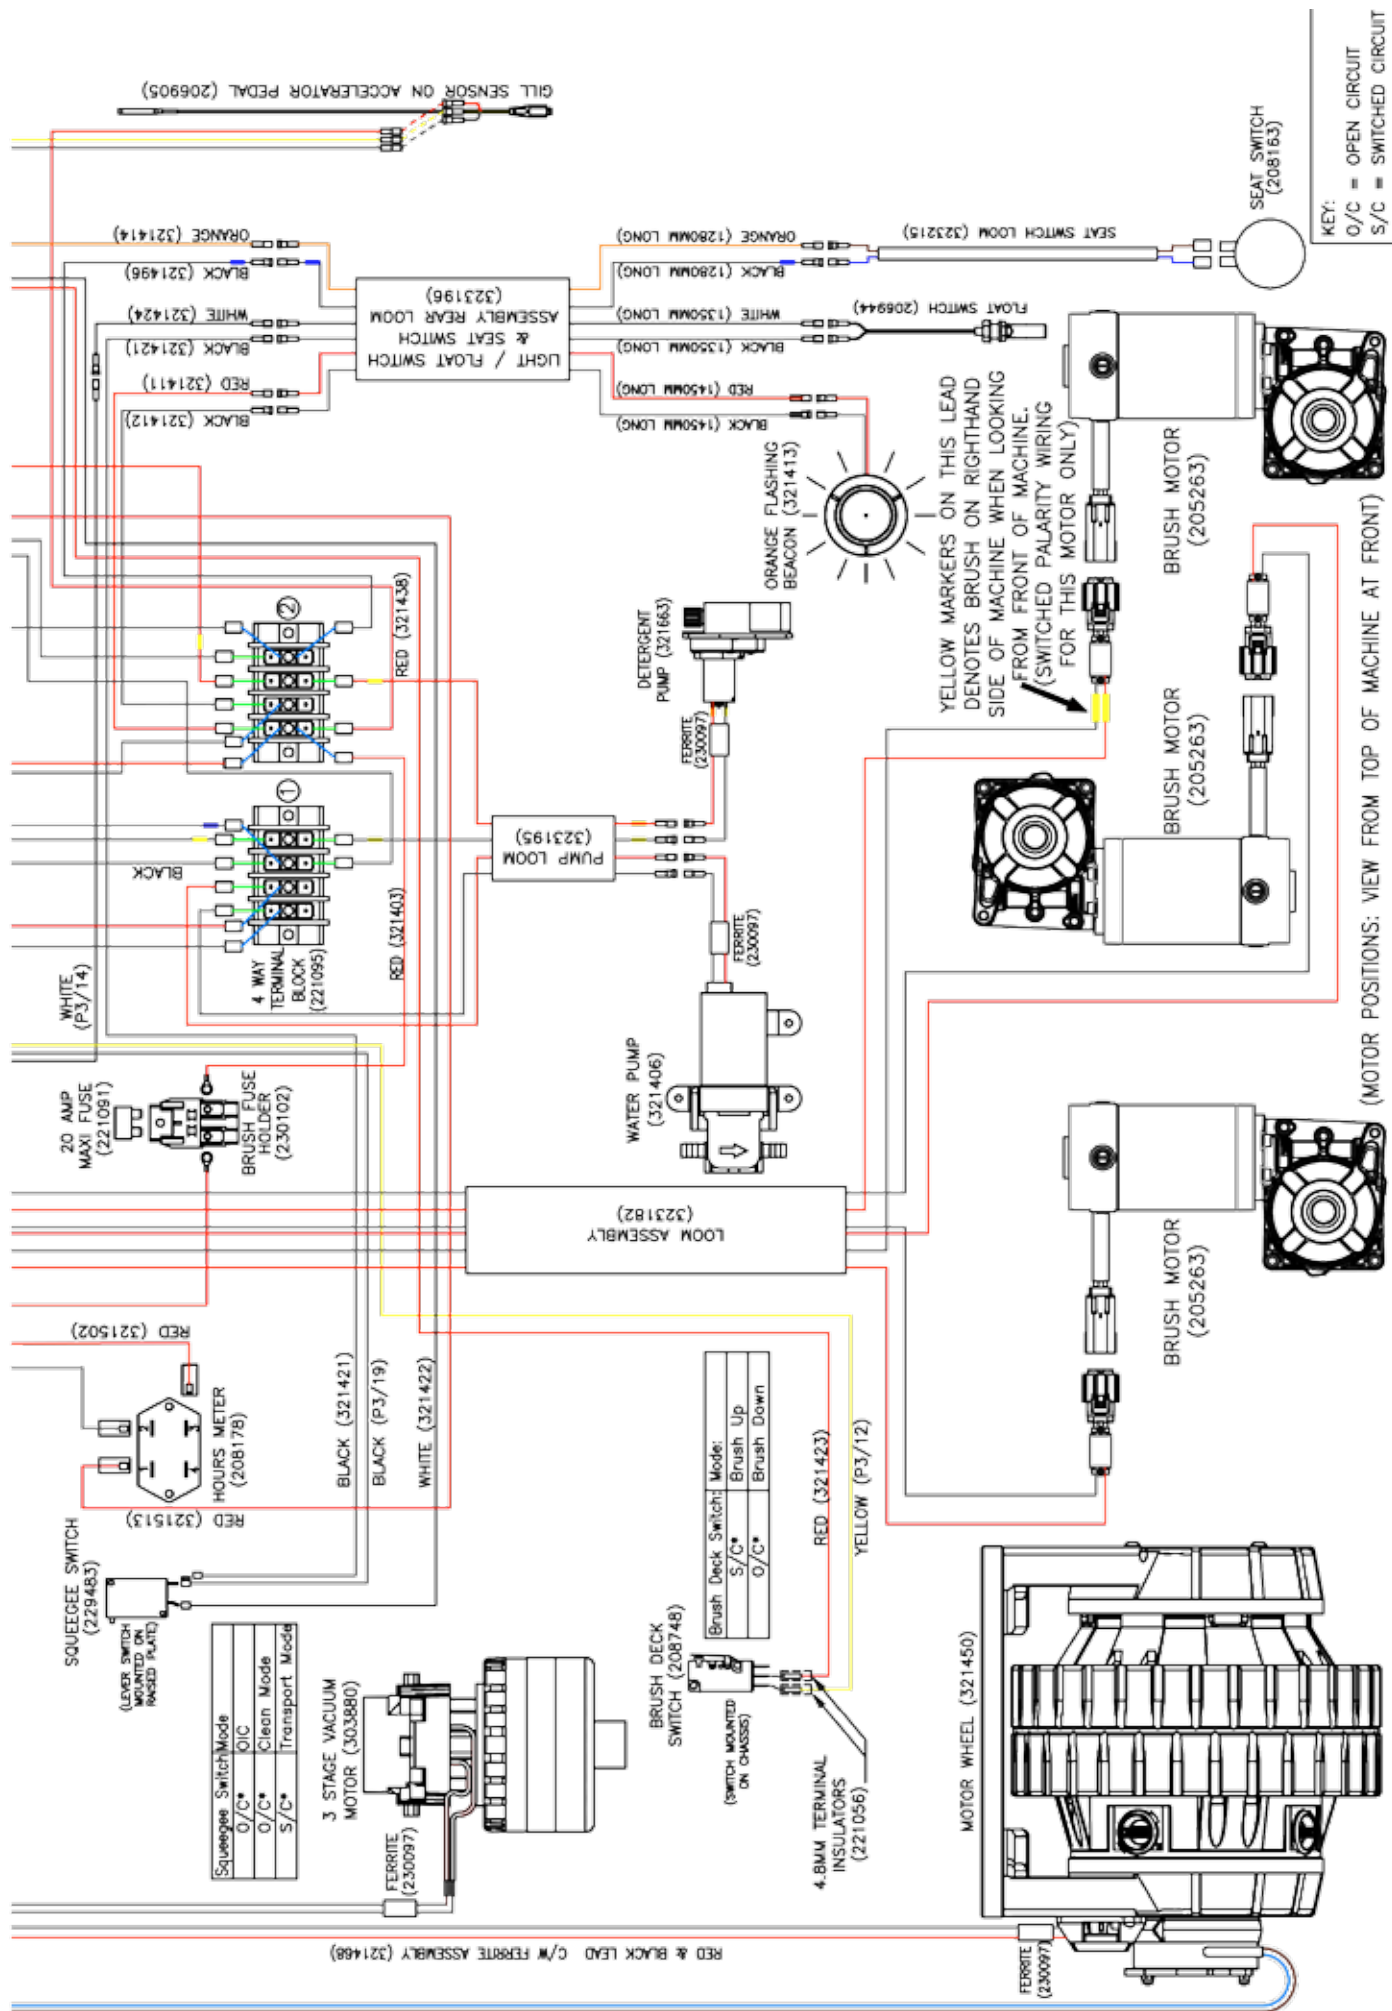 GILL SENSOR ON ACCELERATOR PEDAL (206905)
ORANGE (321414)
BLACK (321496)
WHITE (321424)
BLACK (321421)
RED (321411)
BLACK (321412)
LIGHT / FLOAT SWITCH
& SEAT SWITCH
ASSEMBLY REAR LOOM
(323196)
ORANGE (1280MM LONG)
BLACK (1280MM LONG)
WHITE (1350MM LONG)
BLACK (1350MM LONG)
RED (1450MM LONG)
BLACK (1450MM LONG)
SEAT SWITCH LOOM (323215)
FLOAT SWITCH (206944)
SEAT SWITCH
(208163)
KEY:
O/C = OPEN CIRCUIT
S/C = SWITCHED CIRCUIT
ORANGE FLASHING
BEACON (321413)
YELLOW MARKERS ON THIS LEAD
DENOTES BRUSH ON RIGHTHAND
SIDE OF MACHINE WHEN LOOKING
FROM FRONT OF MACHINE.
(SWITCHED PALARITY WIRING
FOR THIS MOTOR ONLY)
BRUSH MOTOR
(205263)
BRUSH MOTOR
(205263)
BRUSH MOTOR
(205263)
(MOTOR POSITIONS: VIEW FROM TOP OF MACHINE AT FRONT)
2
RED (321438)
1
BLACK
RED (321403)
4 WAY
TERMINAL
BLOCK
(221095)
WHITE
(P3/14)
DETERGENT
PUMP (321663)
FERRITE
(230097)
PUMP LOOM
(323195)
FERRITE
(230097)
WATER PUMP
(321406)
20 AMP
MAXI FUSE
(221091)
BRUSH FUSE
HOLDER
(230102)
LOOM ASSEMBLY
(323182)
RED (321502)
2
3
1
4
HOURS METER
(208178)
RED (321513)
BLACK (321421)
BLACK (P3/19)
WHITE (321422)
SQUEEGEE SWITCH
(229483)
(LEVER SWITCH
MOUNTED ON
RAISED PLATE)
Squeegee Switch Mode
O/C* OIC
O/C* Clean Mode
S/C* Transport Mode
3 STAGE VACUUM
MOTOR (303880)
FERRITE
(230097)
Brush Deck Switch: Mode:
S/C* Brush Up
O/C* Brush Down
RED (321423)
YELLOW (P3/12)
BRUSH DECK
SWITCH (208748)
(SWITCH MOUNTED
ON CHASSIS)
4.8MM TERMINAL
INSULATORS
(221056)
MOTOR WHEEL (321450)
FERRITE
(230097)
RED & BLACK LEAD C/W FERRITE ASSEMBLY (321468)